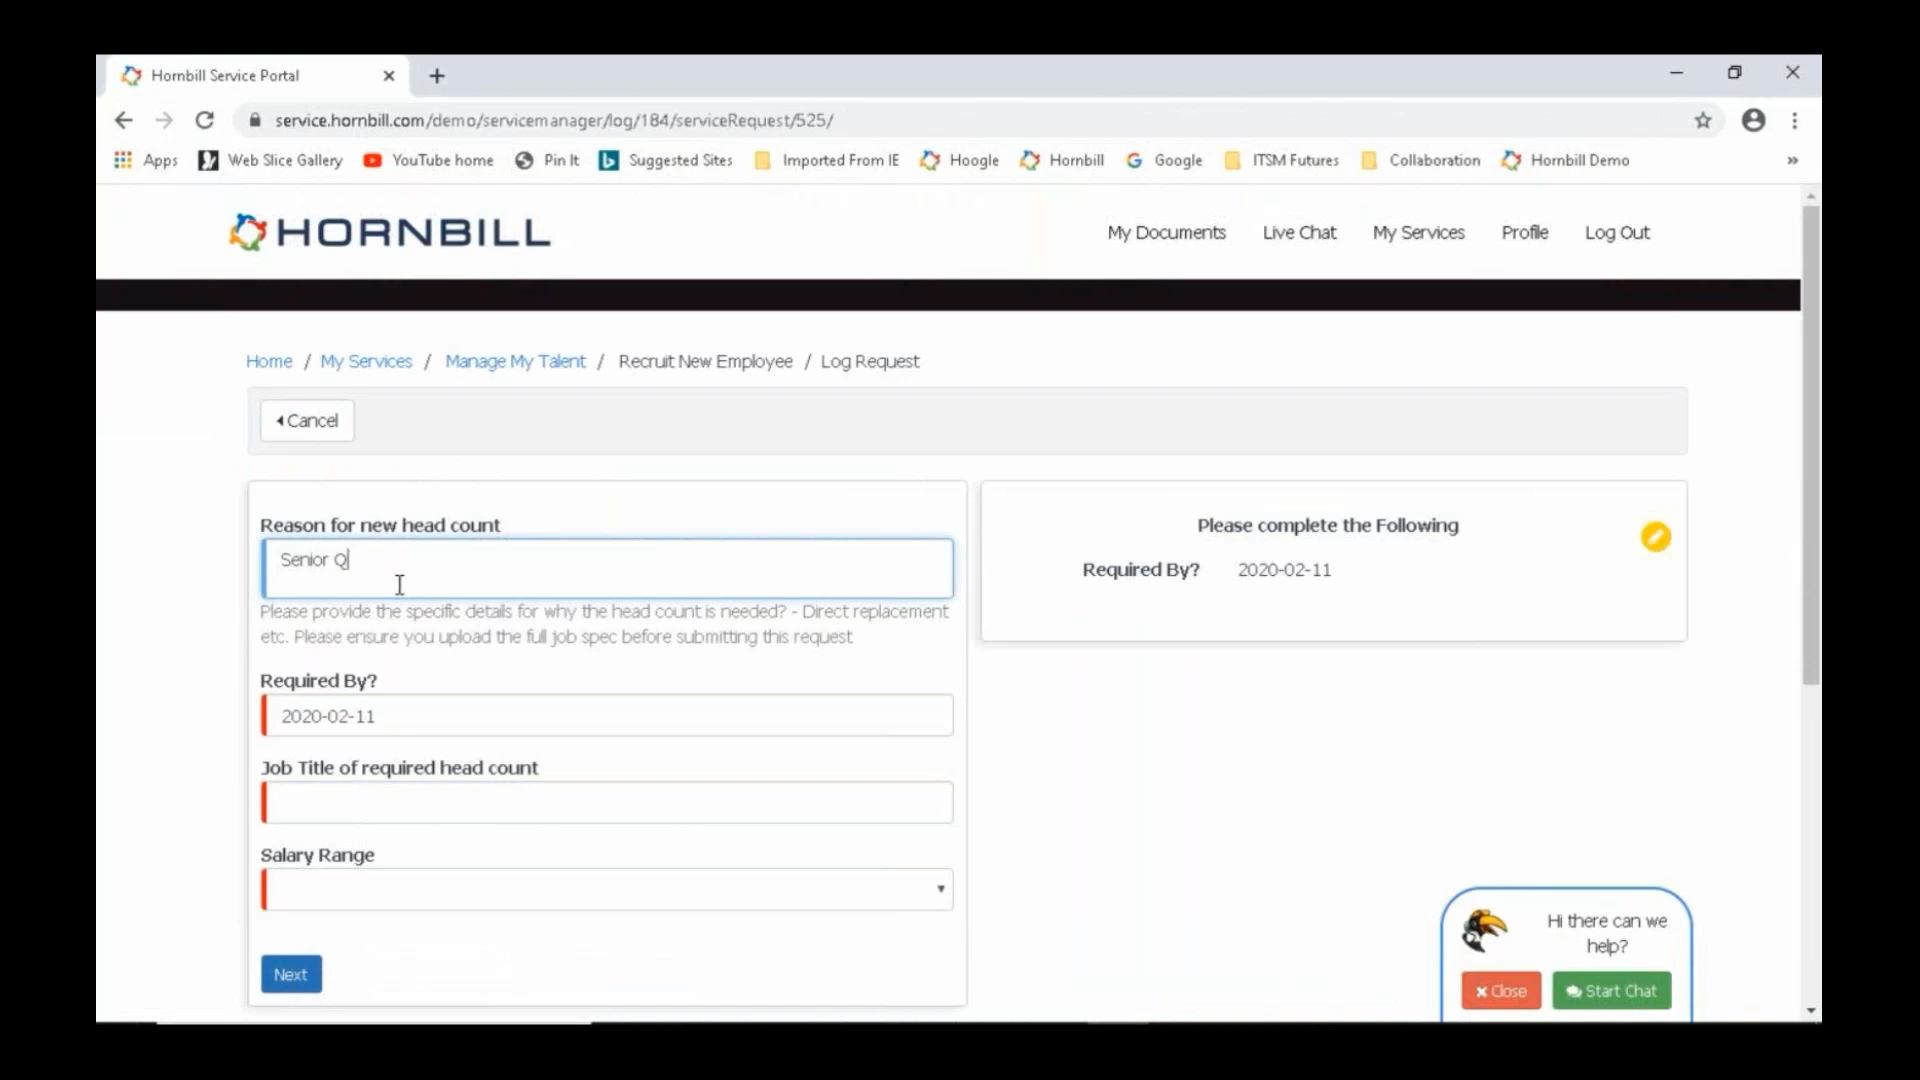 Hornbill Service Portal
service.hornbill.com/demo/servicemanager/log/184/serviceRequest/525/
Apps Web Slice Gallery YouTube home Pin It Suggested Sites Imported From IE Hoogle Hornbill Google ITSM Futures Collaboration Hornbill Demo »
HORNBILL
My Documents Live Chat My Services Profile Log Out
Home / My Services / Manage My Talent / Recruit New Employee / Log Request
Cancel
Reason for new head count
Senior Q
Please provide the specific details for why the head count is needed? - Direct replacement
etc. Please ensure you upload the full job spec before submitting this request
Required By?
2020-02-11
Job Title of required head count
Salary Range
Next
Please complete the Following
Required By? 2020-02-11
Hi there can we
help?
Close Start Chat